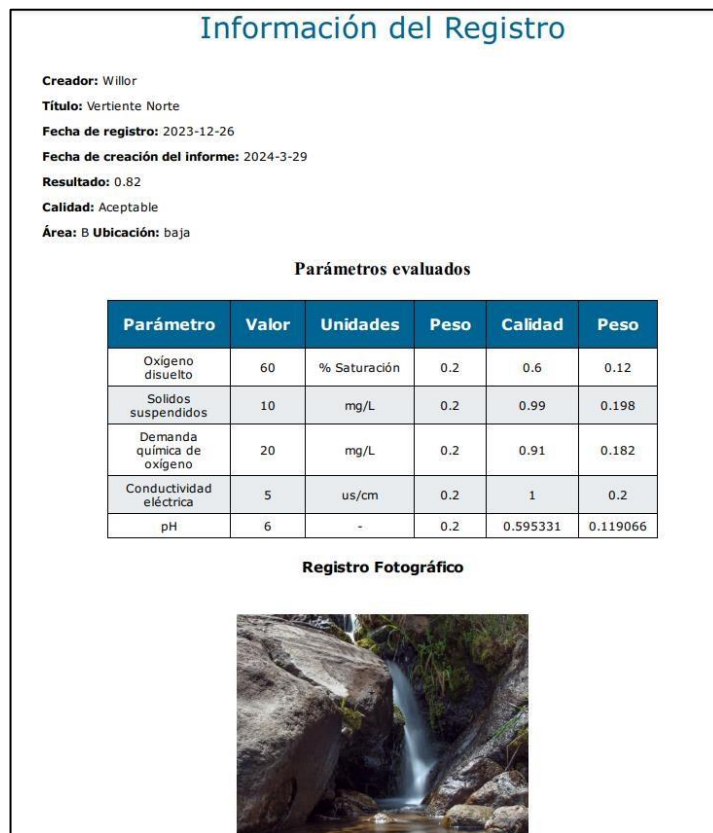 Información del Registro
Creador: Willor
Título: Vertiente Norte
Fecha de registro: 2023-12-26
Fecha de creación del informe: 2024-3-29
Resultado: 0.82
Calidad: Aceptable
Área: B Ubicación: baja
Parámetros evaluados
Parámetro Valor Unidades Peso Calidad Peso
Oxígeno
disuelto 60 % Saturación 0.2 0.6 0.12
Solidos
suspendidos 10 mg/L 0.2 0.99 0.198
Demanda
química de
oxígeno 20 mg/L 0.2 0.91 0.182
Conductividad
eléctrica 5 us/cm 0.2 1 0.2
pH 6 - 0.2 0.595331 0.119066
Registro Fotográfico